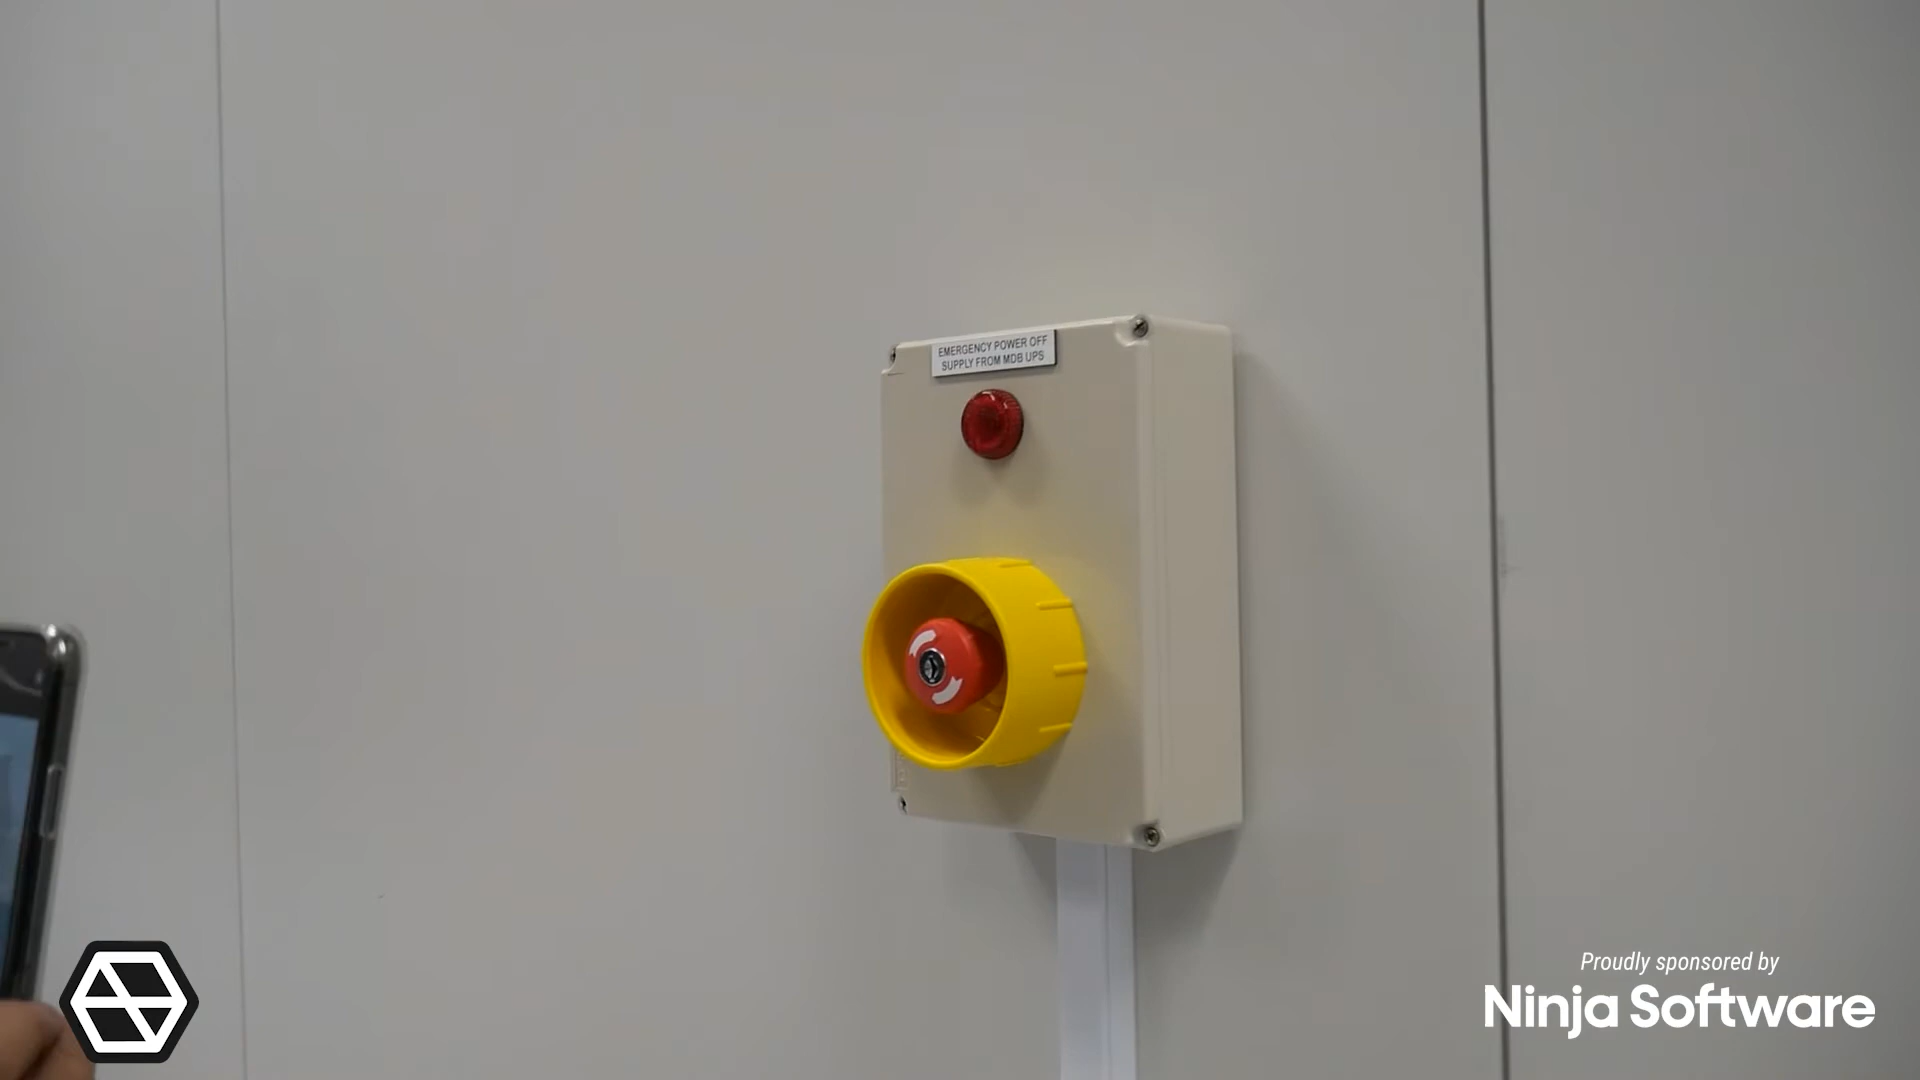 EMERGENCY POWER OFF
SUPPLY FROM MDB UPS
Proudly sponsored by
Ninja Software